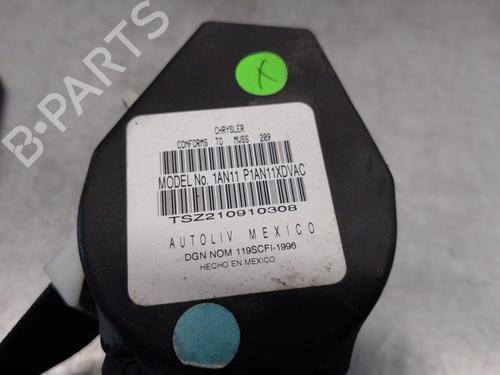 X
CHRYSLER
CONFORMS TO MVSS 209
MODEL No. 1AN11 P1AN11XDVAC
TSZ210910308
AUTOLIV MEXICO
DGN NOM 119SCFI-1996
HECHO EN MEXICO
B-PARTS